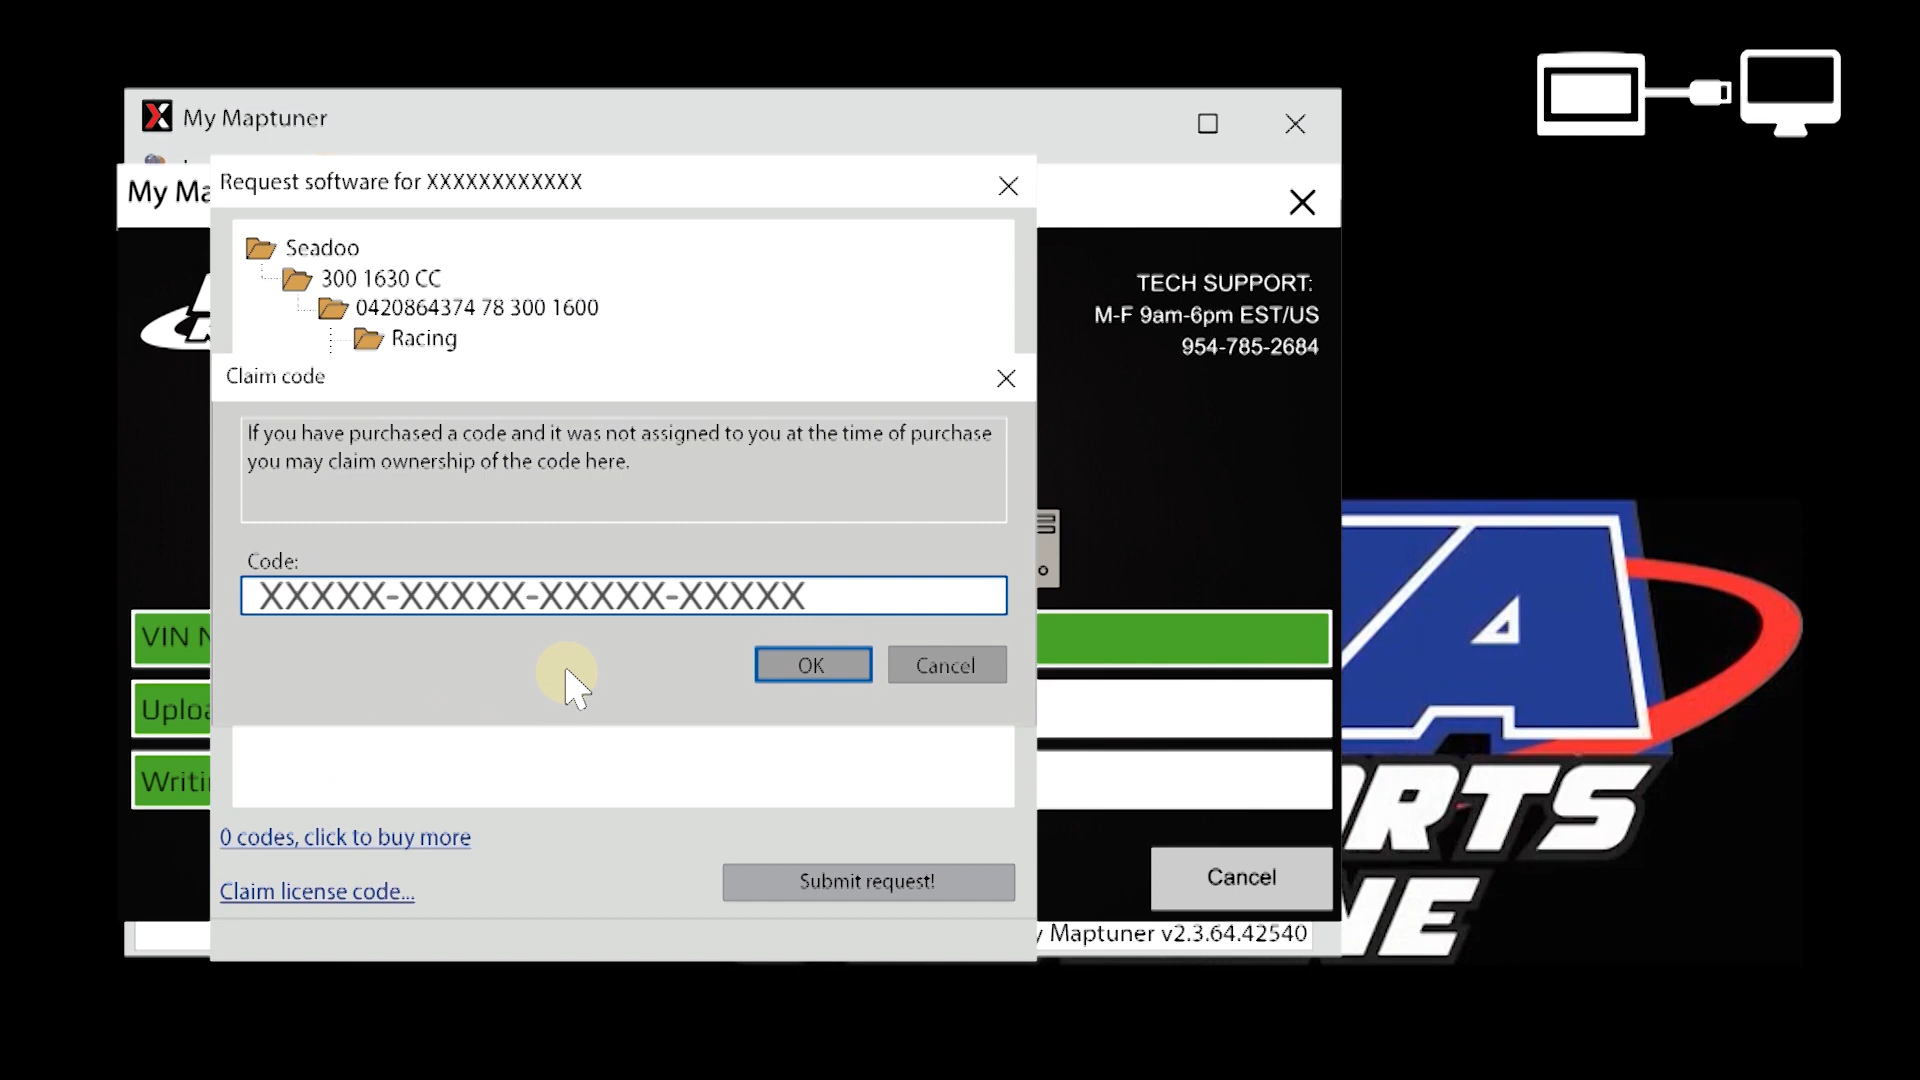 My Maptuner
My Ma
Request software for XXXXXXXXXXXX
Seadoo
300 1630 CC
0420864374 78 300 1600
Racing
TECH SUPPORT:
M-F 9am-6pm EST/US
954-785-2684
Claim code
If you have purchased a code and it was not assigned to you at the time of purchase
you may claim ownership of the code here.
Code:
XXXXX-XXXXX-XXXXX-XXXXX
OK
Cancel
VIN N
Uploa
Writi
0 codes, click to buy more
Claim license code...
Submit request!
Cancel
y Maptuner v2.3.64.42540
A
RTS
NE